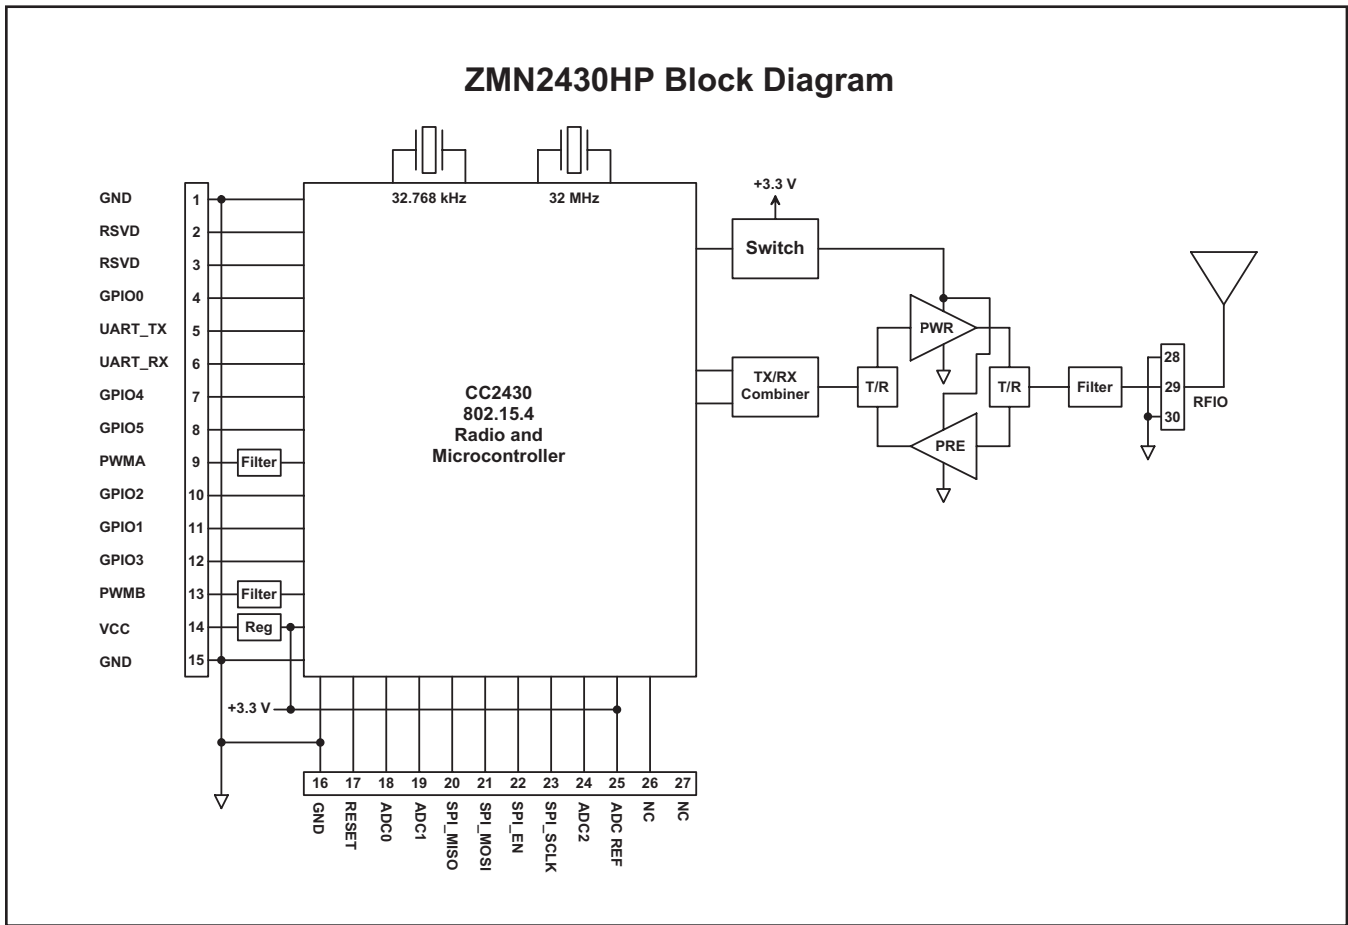 ZMN2430HP Block Diagram
32.768 kHz
32 MHz
GND 1
RSVD 2
RSVD 3
GPIO0 4
UART_TX 5
UART_RX 6
GPIO4 7
GPIO5 8
PWMA 9 Filter
GPIO2 10
GPIO1 11
GPIO3 12
PWMB 13 Filter
VCC 14 Reg
GND 15
CC2430
802.15.4
Radio and
Microcontroller
+3.3 V
Switch
TX/RX
Combiner
T/R
PWR
PRE
T/R
Filter
28
29
30
RFIO
+3.3 V
16 17 18 19 20 21 22 23 24 25 26 27
GND
RESET
ADC0
ADC1
SPI_MISO
SPI_MOSI
SPI_EN
SPI_SCLK
ADC2
ADC REF
NC
NC